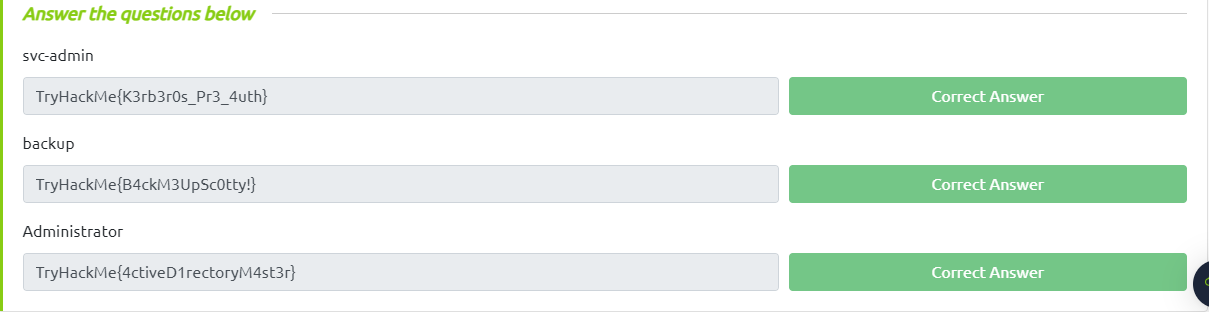 Answer the questions below
svc-admin
TryHackMe{K3rb3r0s_Pr3_4uth}
Correct Answer
backup
TryHackMe{B4ckM3UpSc0tty!}
Correct Answer
Administrator
TryHackMe{4ctiveD1rectoryM4st3r}
Correct Answer